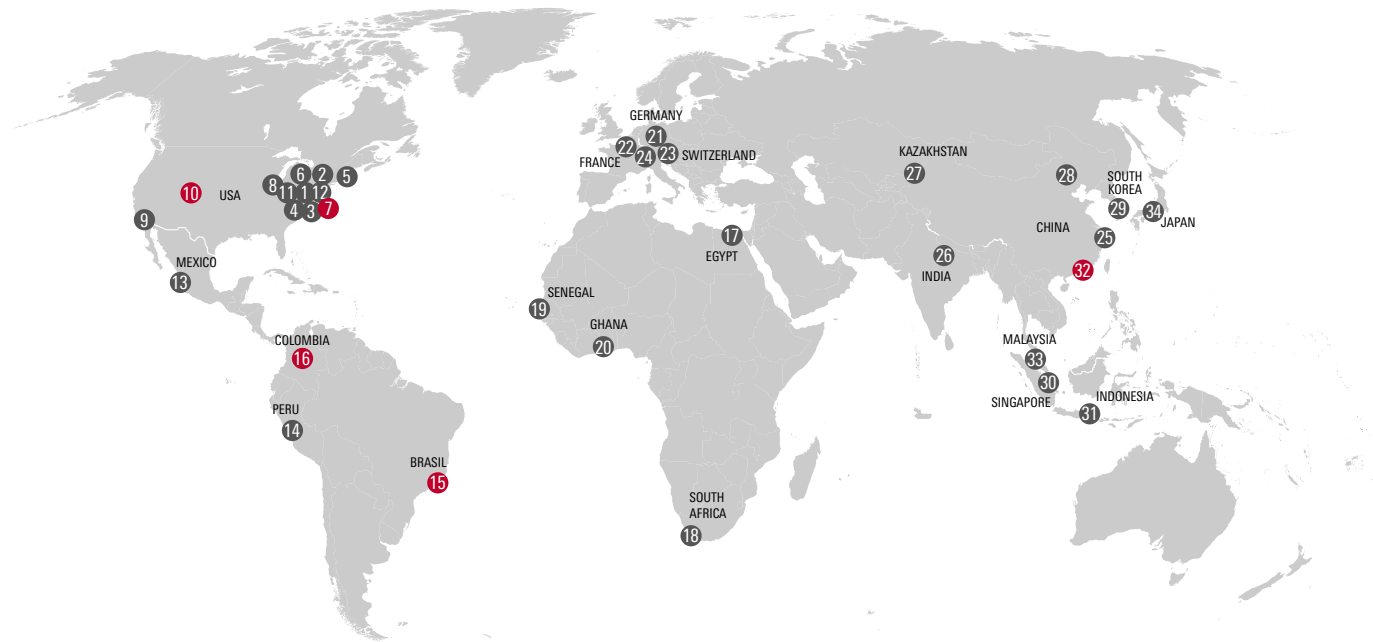 GERMANY
21
22
24
23
FRANCE
SWITZERLAND
KAZAKHSTAN
27
28
SOUTH
KOREA
29
34
JAPAN
CHINA
25
26
INDIA
32
6
2
5
8
10
11
1
12
USA
4
3
7
9
MEXICO
13
17
EGYPT
SENEGAL
19
GHANA
20
COLOMBIA
16
MALAYSIA
33
30
SINGAPORE
INDONESIA
31
PERU
14
BRASIL
15
SOUTH
AFRICA
18